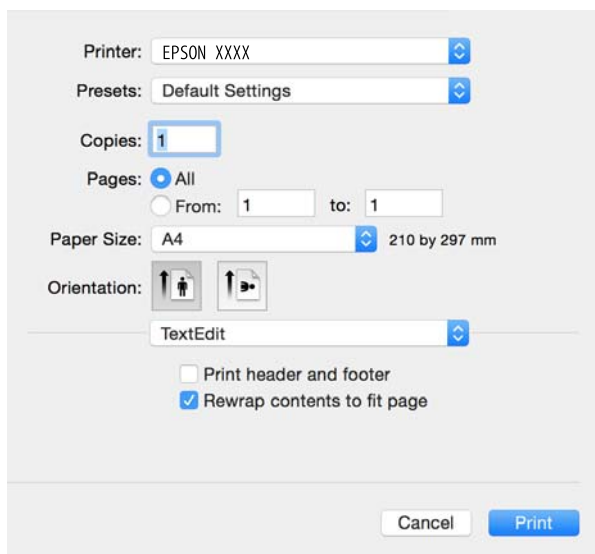 Printer: EPSON XXXX
Presets: Default Settings
Copies: 1
Pages: All
From: 1 to: 1
Paper Size: A4 210 by 297 mm
Orientation:
TextEdit
Print header and footer
Rewrap contents to fit page
Cancel Print